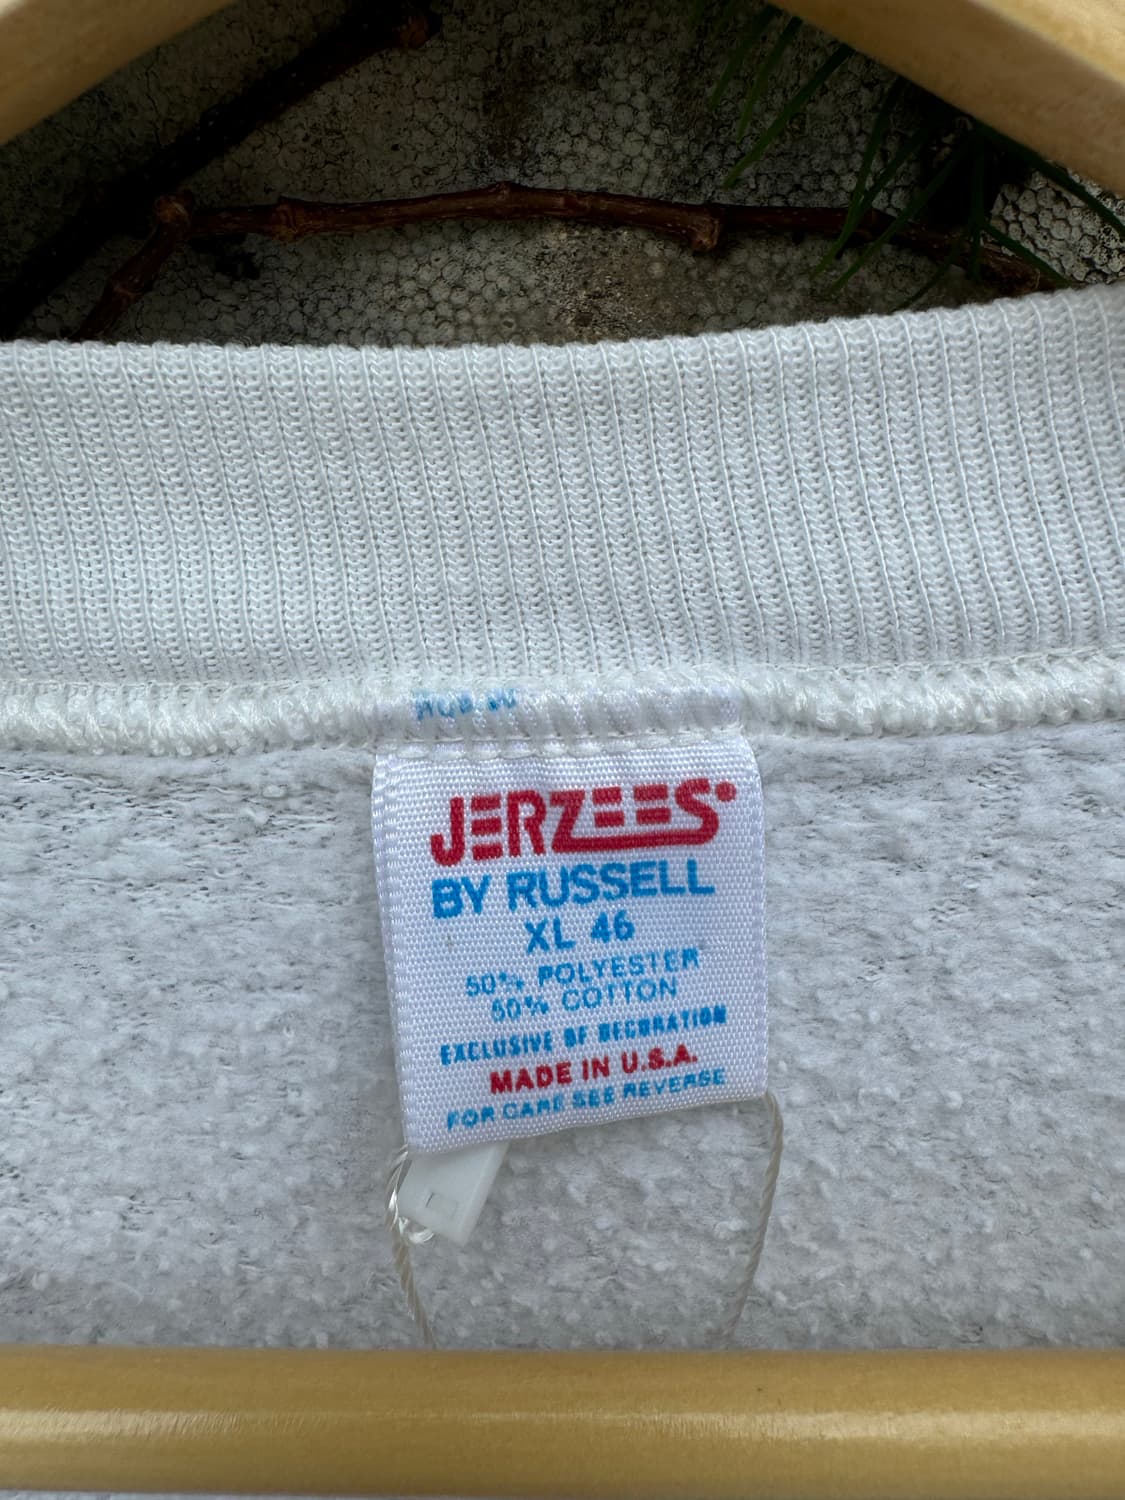 JERZEES
BY RUSSELL
XL 46
50% POLYESTER
50% COTTON
EXCLUSIVE OF DECORATION
MADE IN U.S.A.
FOR CARE SEE REVERSE